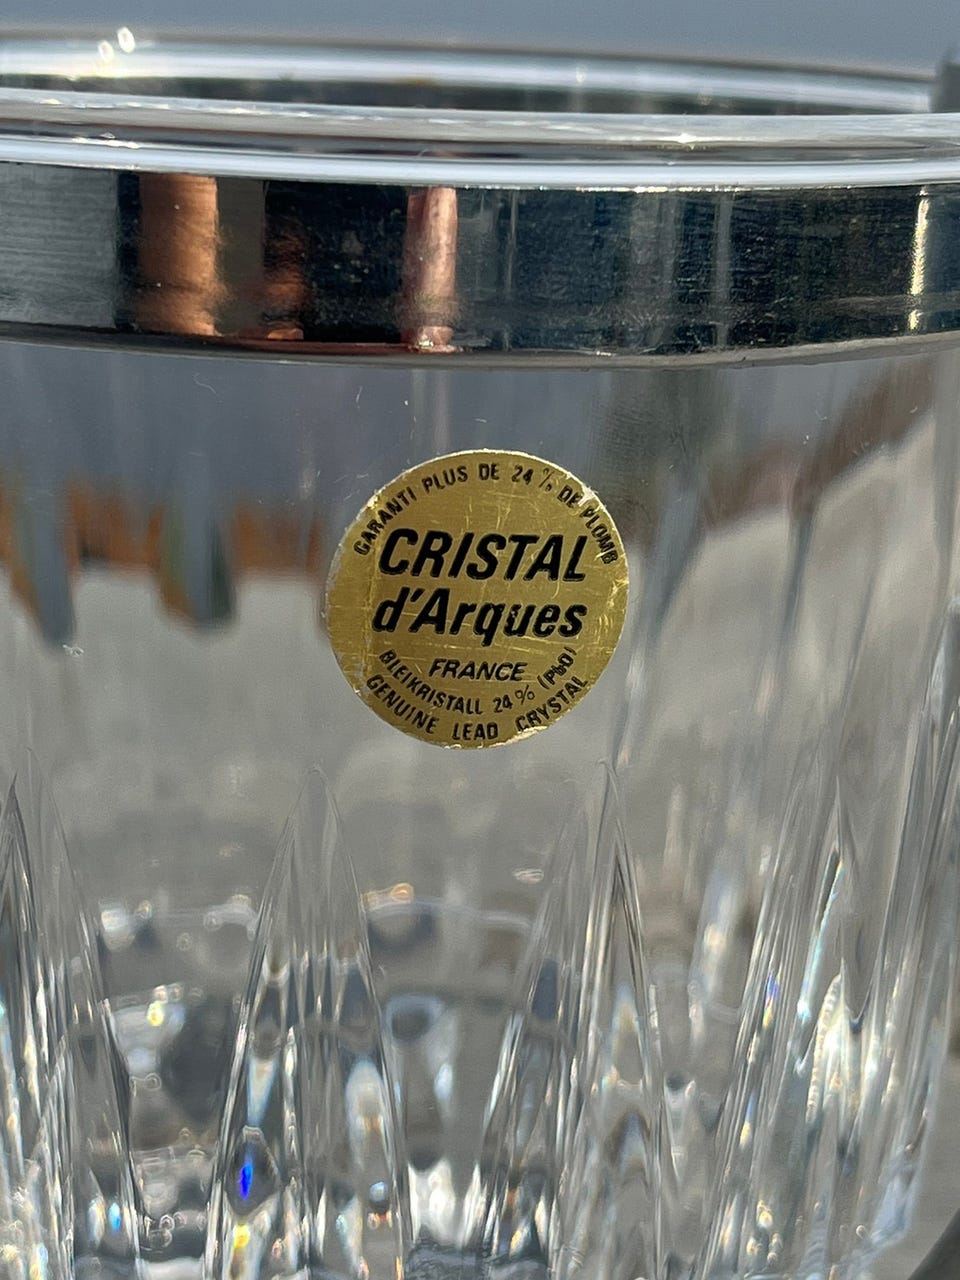 GARANTI PLUS DE 24 % DE PLOMB
CRISTAL
d'Arques
FRANCE
BLEIKRISTALL 24% (PbO)
GENUINE LEAD CRYSTAL